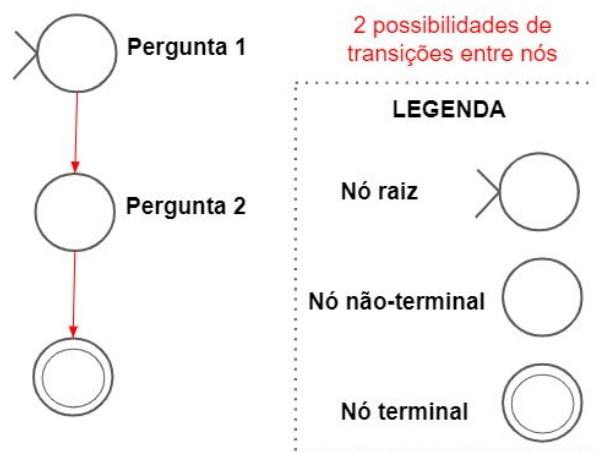 Pergunta 1
Pergunta 2
2 possibilidades de
transições entre nós
LEGENDA
Nó raiz
Nó não-terminal
Nó terminal